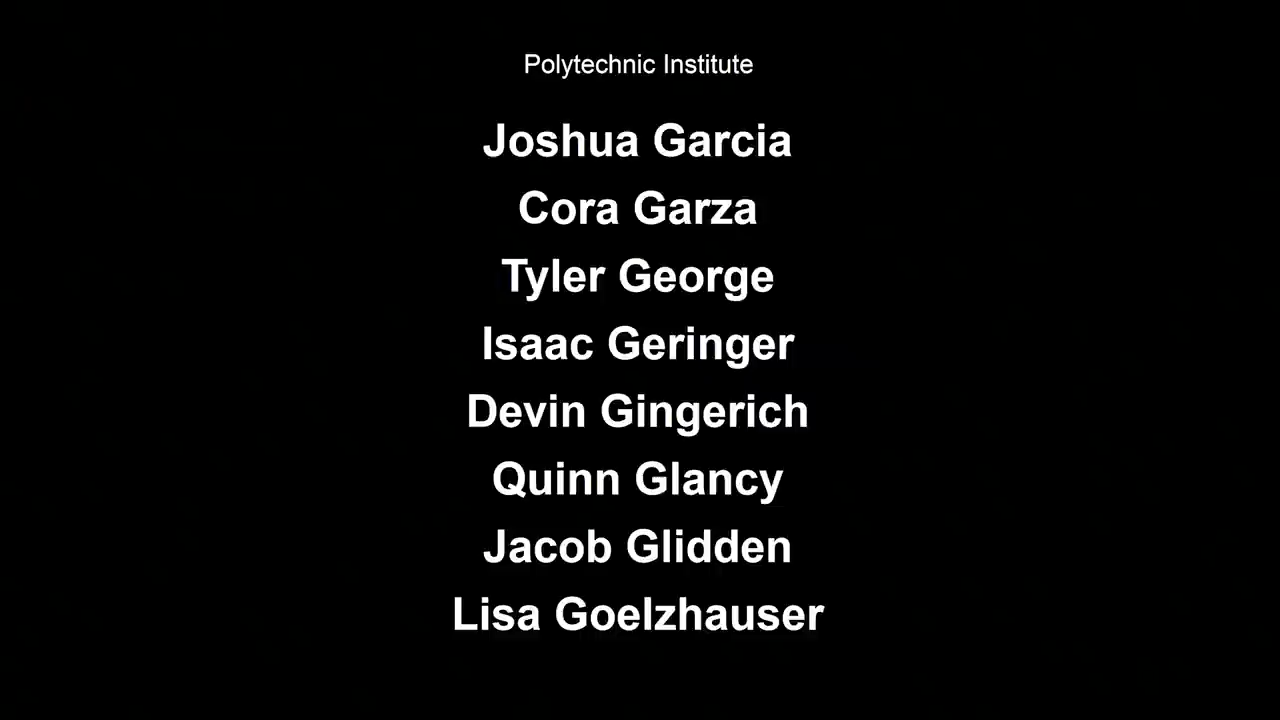 Polytechnic Institute
Joshua Garcia
Cora Garza
Tyler George
Isaac Geringer
Devin Gingerich
Quinn Glancy
Jacob Glidden
Lisa Goelzhauser